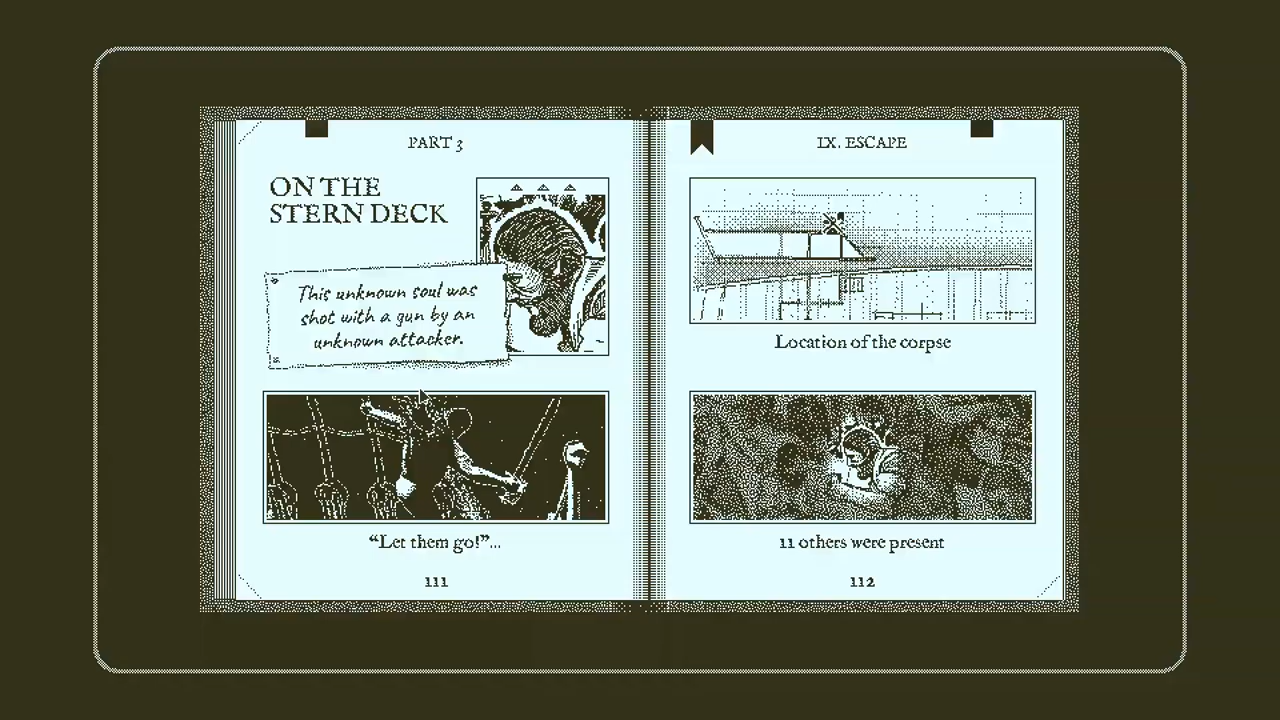 PART 3
ON THE
STERN DECK
This unknown soul was
shot with a gun by an
unknown attacker.
“Let them go!”...
111
IX. ESCAPE
Location of the corpse
11 others were present
112